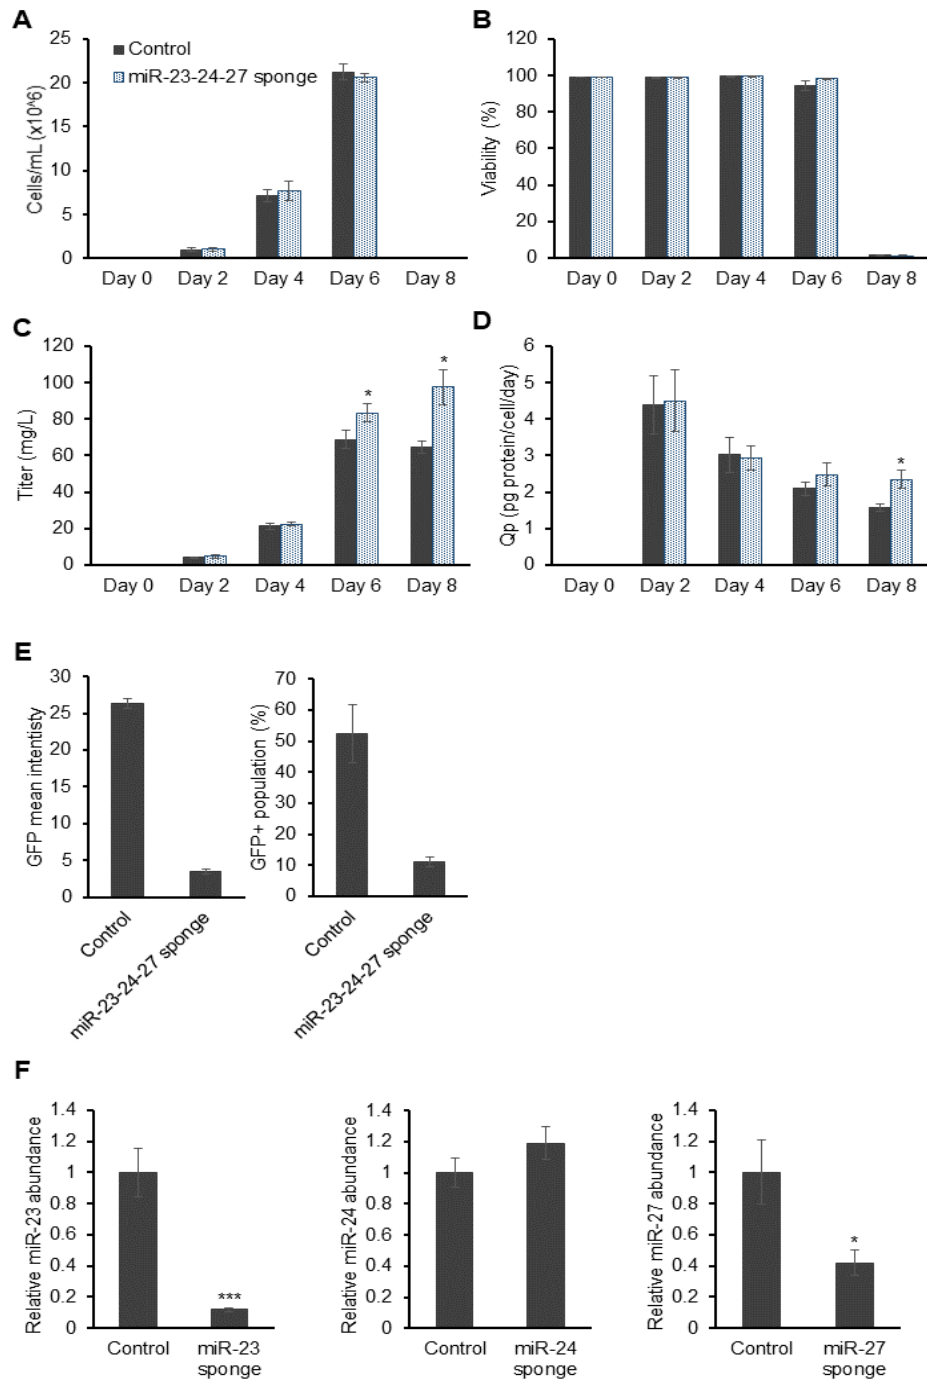 A
Cells/mL (x10^6)
25
20
15
10
5
0
Control
miR-23-24-27 sponge
Day 0 Day 2 Day 4 Day 6 Day 8
B
Viability (%)
120
100
80
60
40
20
0
Day 0 Day 2 Day 4 Day 6 Day 8
C
Titer (mg/L)
120
100
80
60
40
20
0
* *
Day 0 Day 2 Day 4 Day 6 Day 8
D
Qp (pg protein/cell/day)
6
5
4
3
2
1
0
*
Day 0 Day 2 Day 4 Day 6 Day 8
E
GFP mean intentisty
30
25
20
15
10
5
0
Control
miR-23-24-27 sponge
GFP+ population (%)
70
60
50
40
30
20
10
0
Control
miR-23-24-27 sponge
F
Relative miR-23 abundance
1.4
1.2
1
0.8
0.6
0.4
0.2
0
***
Control miR-23
sponge
Relative miR-24 abundance
1.4
1.2
1
0.8
0.6
0.4
0.2
0
Control miR-24
sponge
Relative miR-27 abundance
1.4
1.2
1
0.8
0.6
0.4
0.2
0
*
Control miR-27
sponge